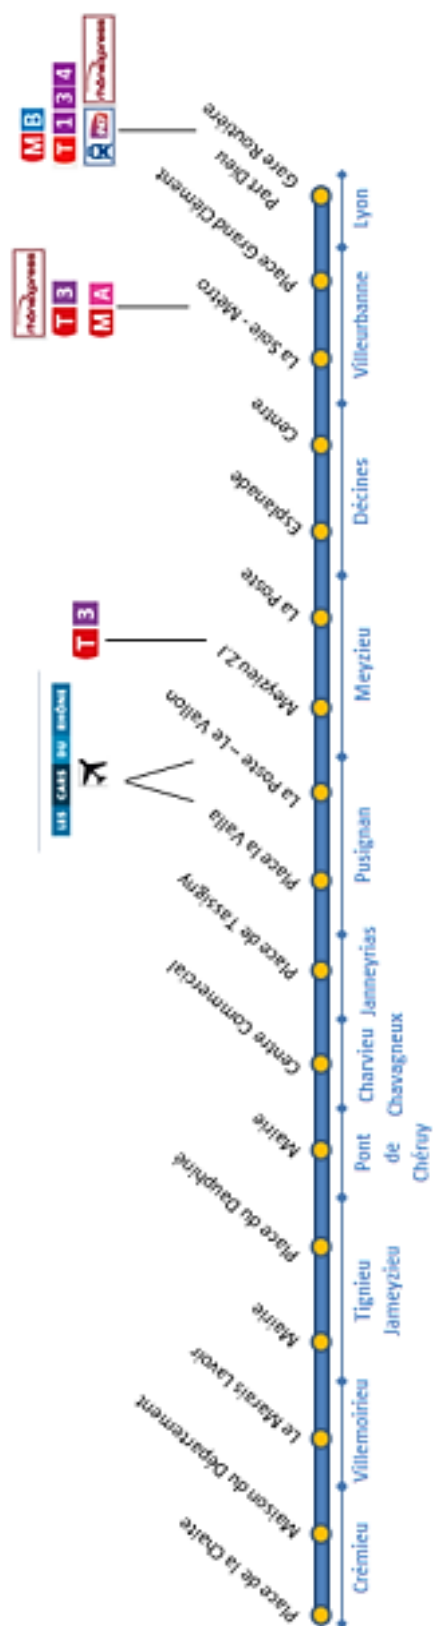 Place de la Chaite
Maison du Département
Le Marais Lavoir
Mairie
Place du Dauphiné
Mairie
Centre Commercial
Place de Tassigny
Place la Valla
La Poste – Le Vallon
Meyzieu Z.I
La Poste
Esplanade
Centre
La Soie - Métro
Place Grand Clément
Part Dieu
Gare Routière
LES CARS DU RHÔNE
T 3
rhônexpress
T 3
M A
M B
T 1 3 4
rhônexpress
Crémieu
Villemoirieu
Tignieu
Jameyzieu
Pont
de
Chéruy
Charvieu
Chavagneux
Janneyrias
Pusignan
Meyzieu
Décines
Villeurbanne
Lyon